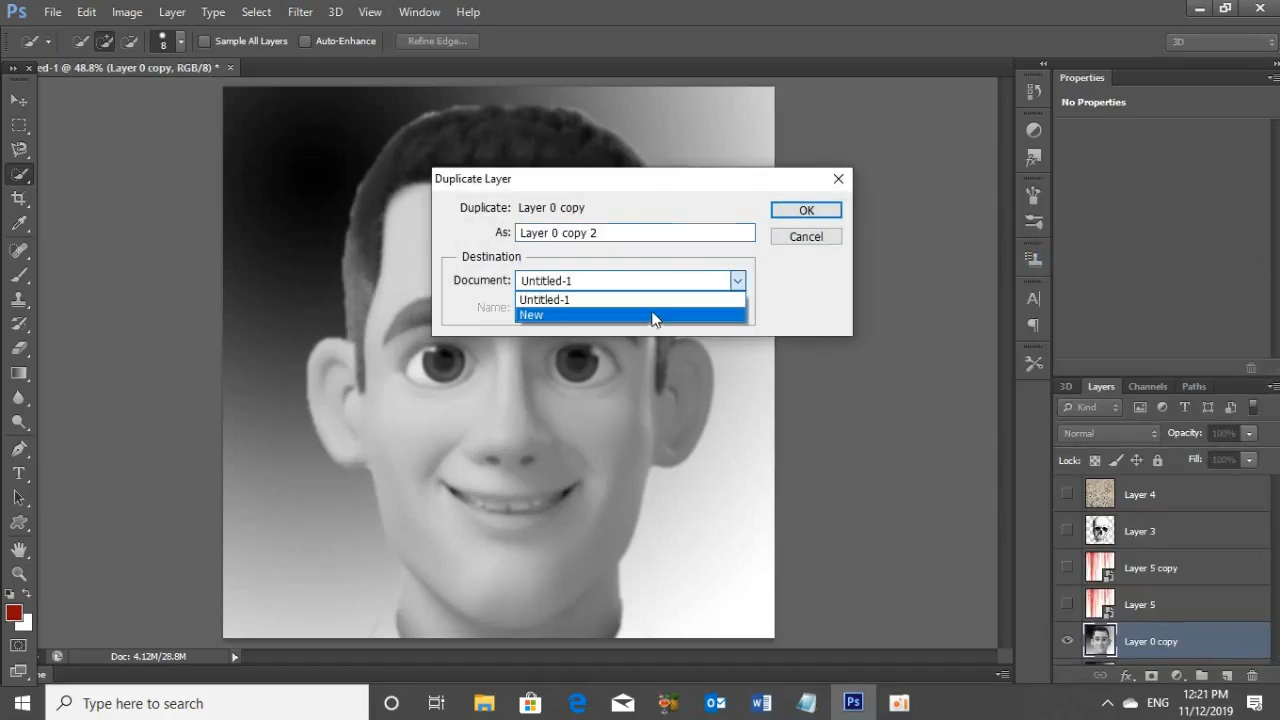 Ps File Edit Image Layer Type Select Filter 3D View Window Help
8 Sample All Layers Auto-Enhance Refine Edge... 3D
ed-1 @ 48.8% (Layer 0 copy, RGB/8) *
Properties
No Properties
Duplicate Layer
Duplicate: Layer 0 copy
OK
As: Layer 0 copy 2
Cancel
Destination
Document: Untitled-1
Untitled-1
Name:
New
3D Layers Channels Paths
Kind
Normal Opacity: 100%
Lock: Fill: 100%
Layer 4
Layer 3
Layer 5 copy
Layer 5
Layer 0 copy
Doc: 4.12M/28.8M
ne
Type here to search
ENG
12:21 PM
11/12/2019